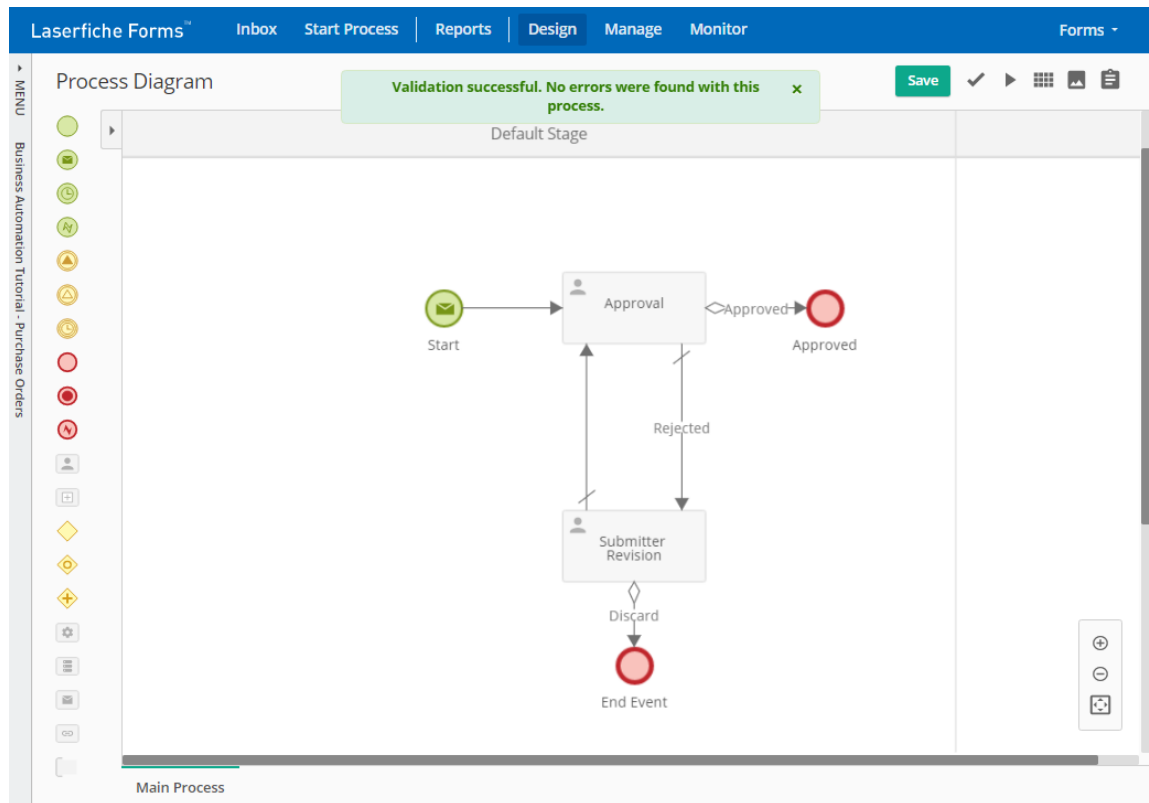 Laserfiche Forms™ Inbox Start Process Reports Design Manage Monitor Forms
MENU
Business Automation Tutorial - Purchase Orders
Process Diagram
Validation successful. No errors were found with this
process.
×
Save
Default Stage
Start
Approval
Approved
Approved
Rejected
Submitter
Revision
Discard
End Event
Main Process